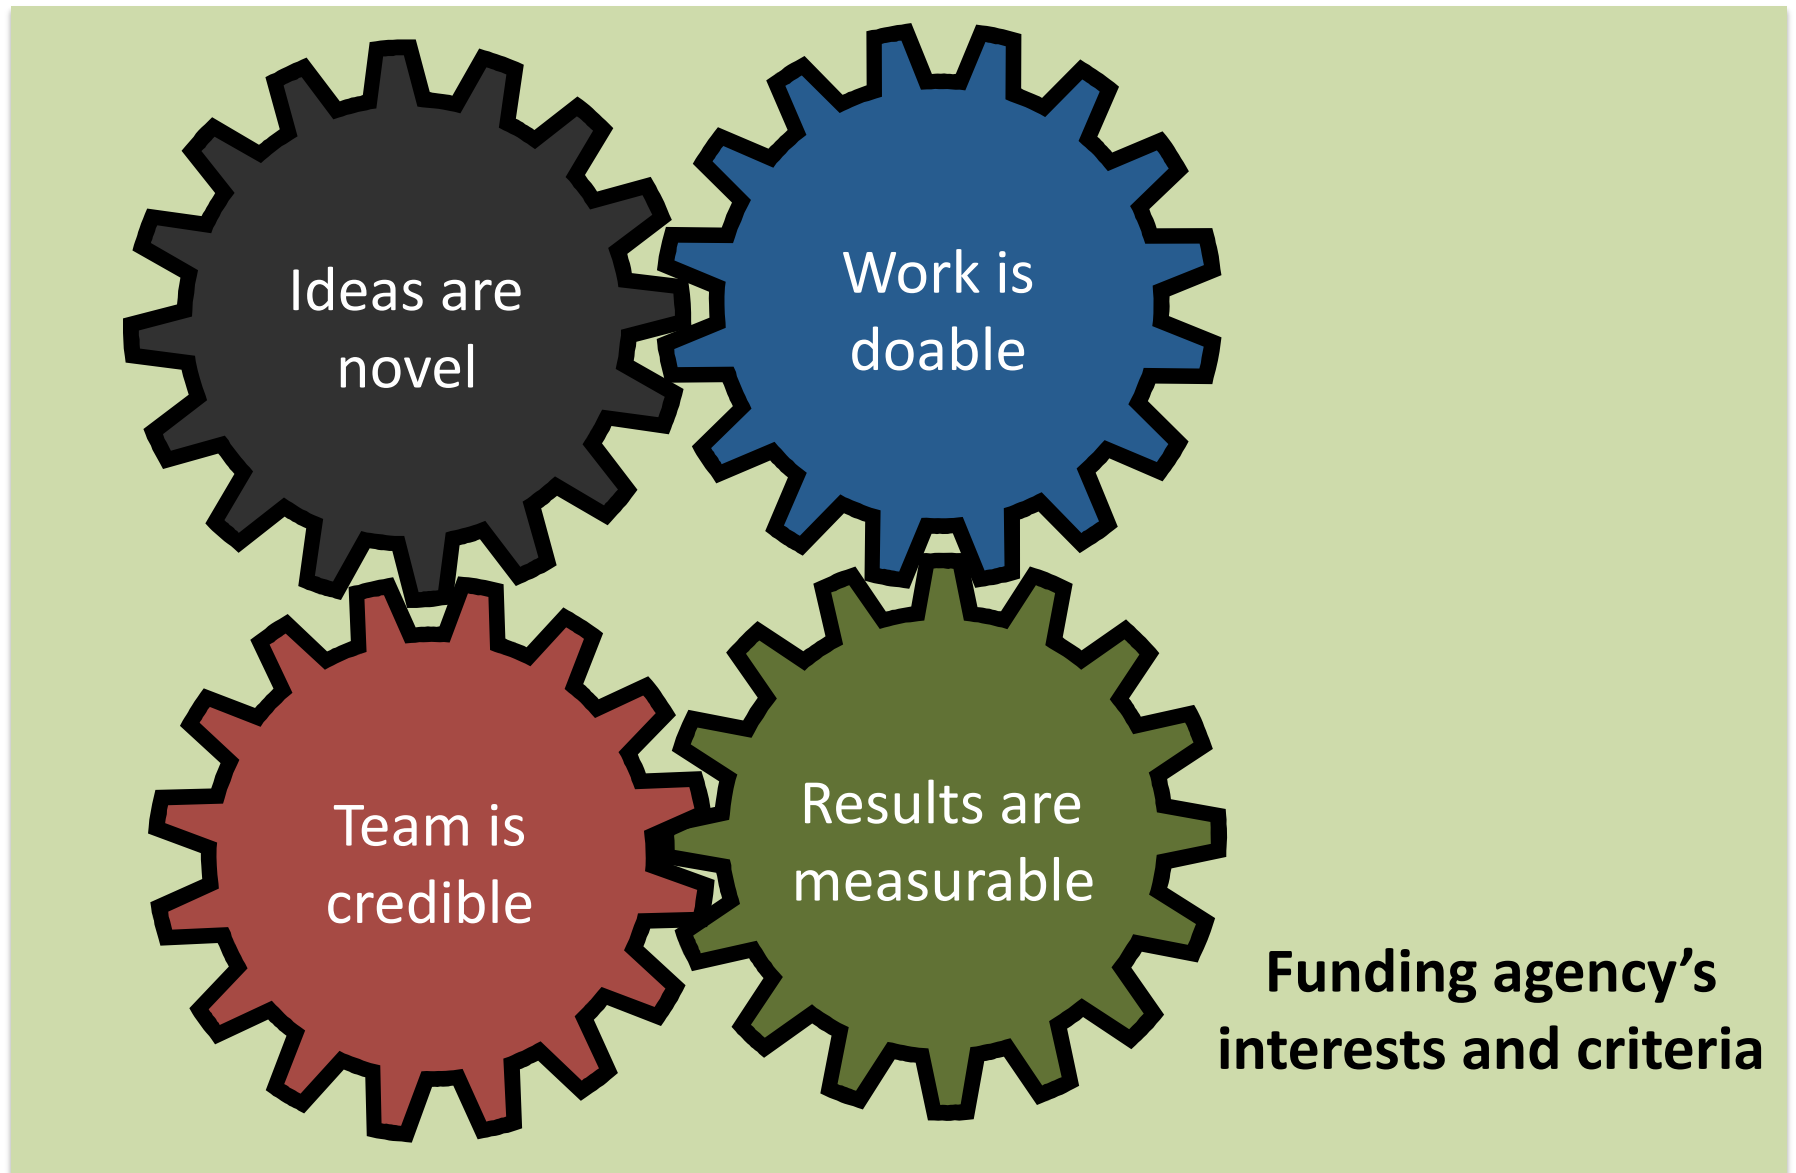 Ideas are
novel
Work is
doable
Team is
credible
Results are
measurable
Funding agency’s
interests and criteria